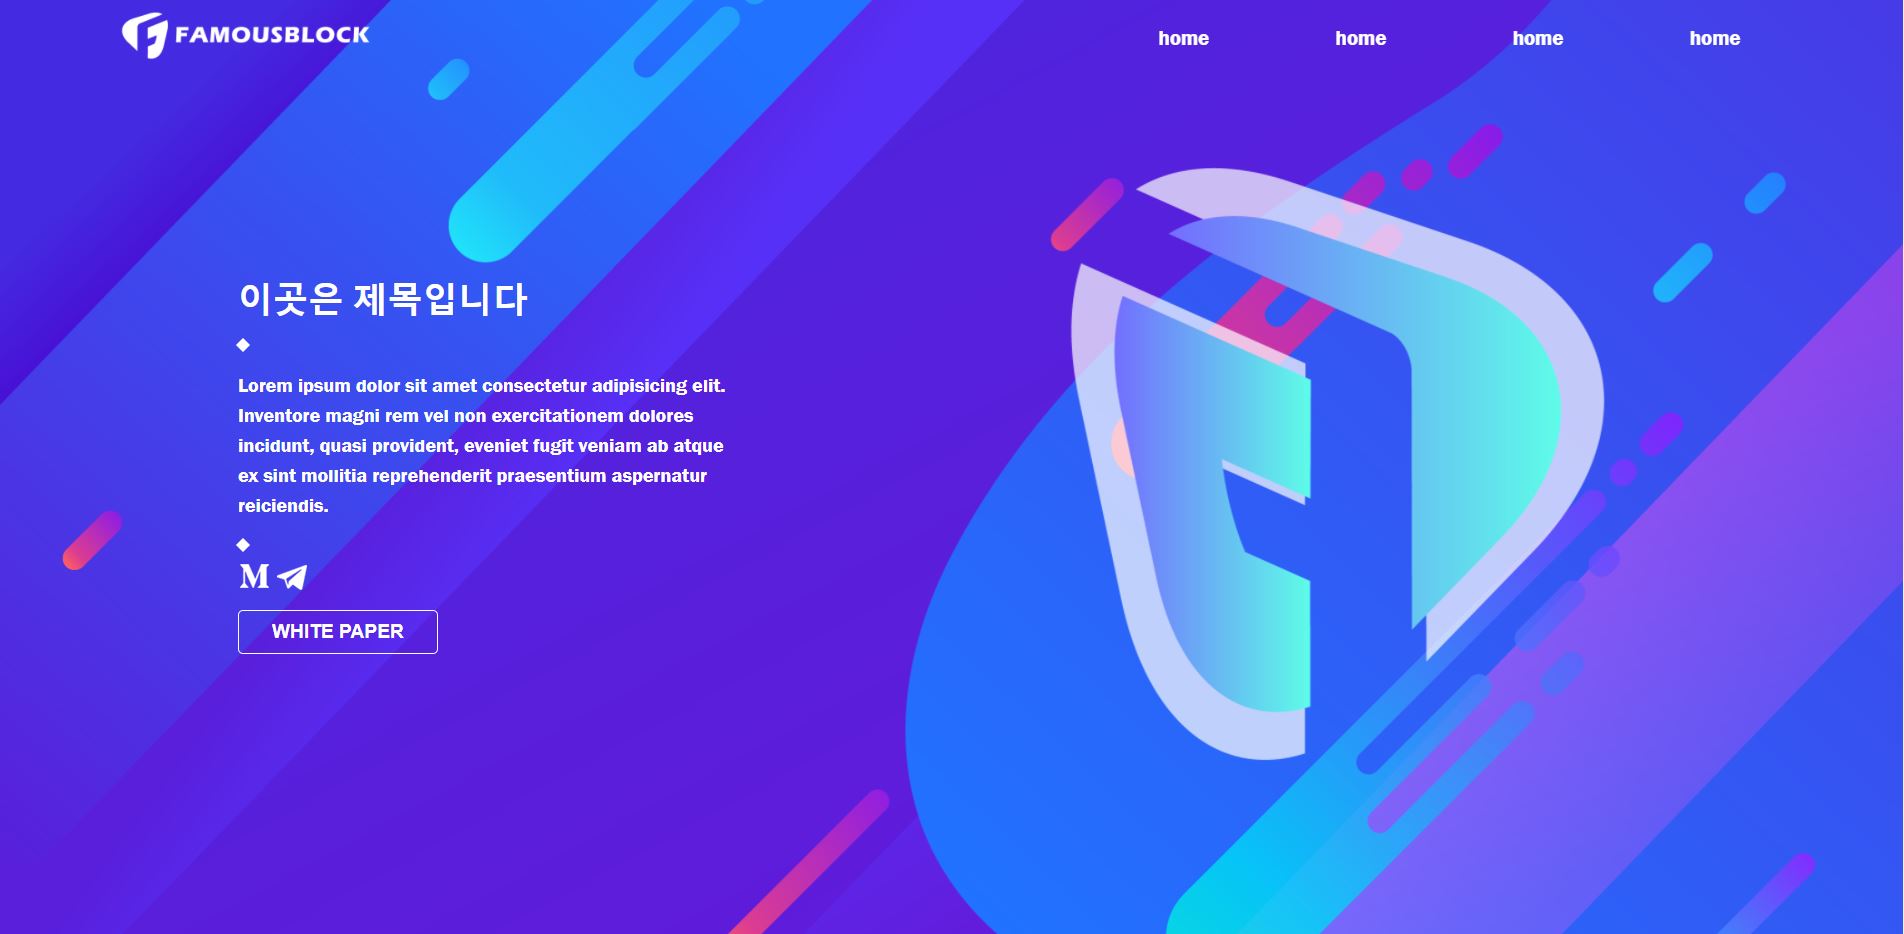 FAMOUSBLOCK
home home home home
이곳은 제목입니다
Lorem ipsum dolor sit amet consectetur adipisicing elit.
Inventore magni rem vel non exercitationem dolores
incidunt, quasi provident, eveniet fugit veniam ab atque
ex sint mollitia reprehenderit praesentium aspernatur
reiciendis.
M
WHITE PAPER